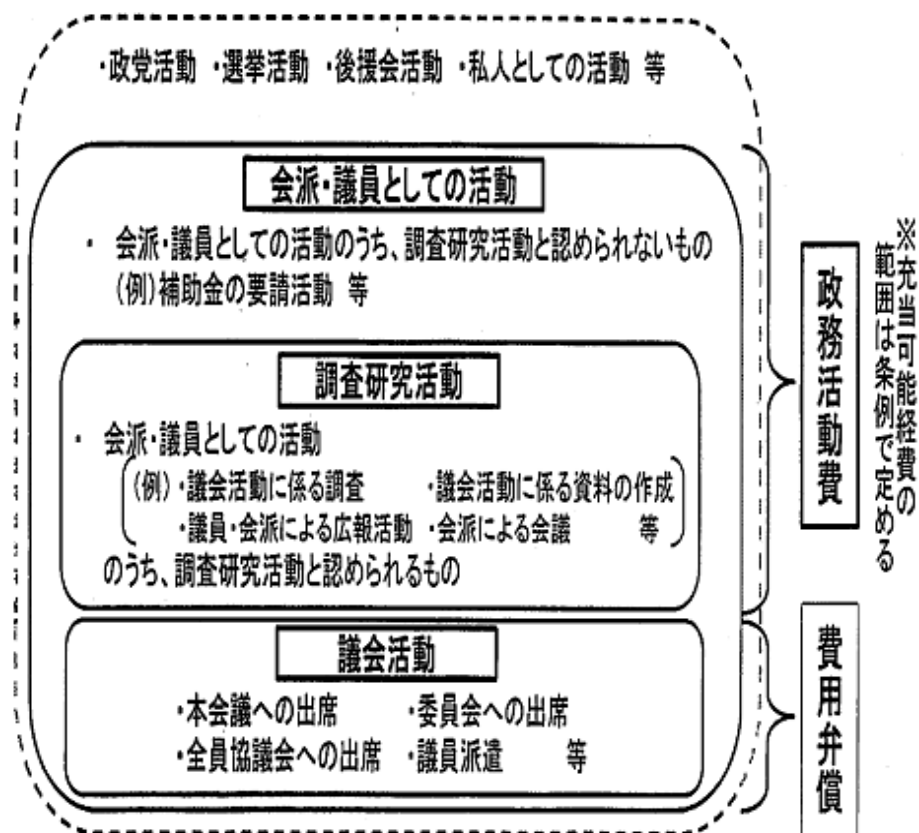 ・政党活動 ・選挙活動 ・後援会活動 ・私人としての活動 等
会派・議員としての活動
・ 会派・議員としての活動のうち、調査研究活動と認められないもの
(例)補助金の要請活動 等
調査研究活動
・ 会派・議員としての活動
(例)・議会活動に係る調査 ・議会活動に係る資料の作成
・議員・会派による広報活動 ・会派による会議 等
のうち、調査研究活動と認められるもの
議会活動
・本会議への出席 ・委員会への出席
・全員協議会への出席 ・議員派遣 等
政務活動費
※充当可能経費の
範囲は条例で定める
費用弁償